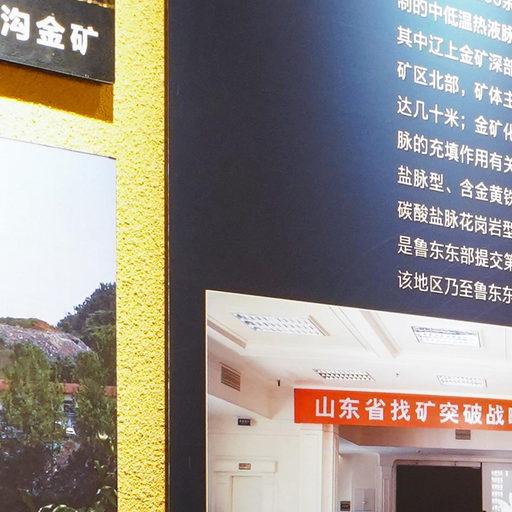 沟金矿
制的中低温热液脉
其中辽上金矿深部
矿区北部，矿体主
达几十米；金矿化
脉的充填作用有关
盐脉型、含金黄铁
碳酸盐脉花岗岩型
是鲁东东部提交第
该地区乃至鲁东东
山东省找矿突破战略